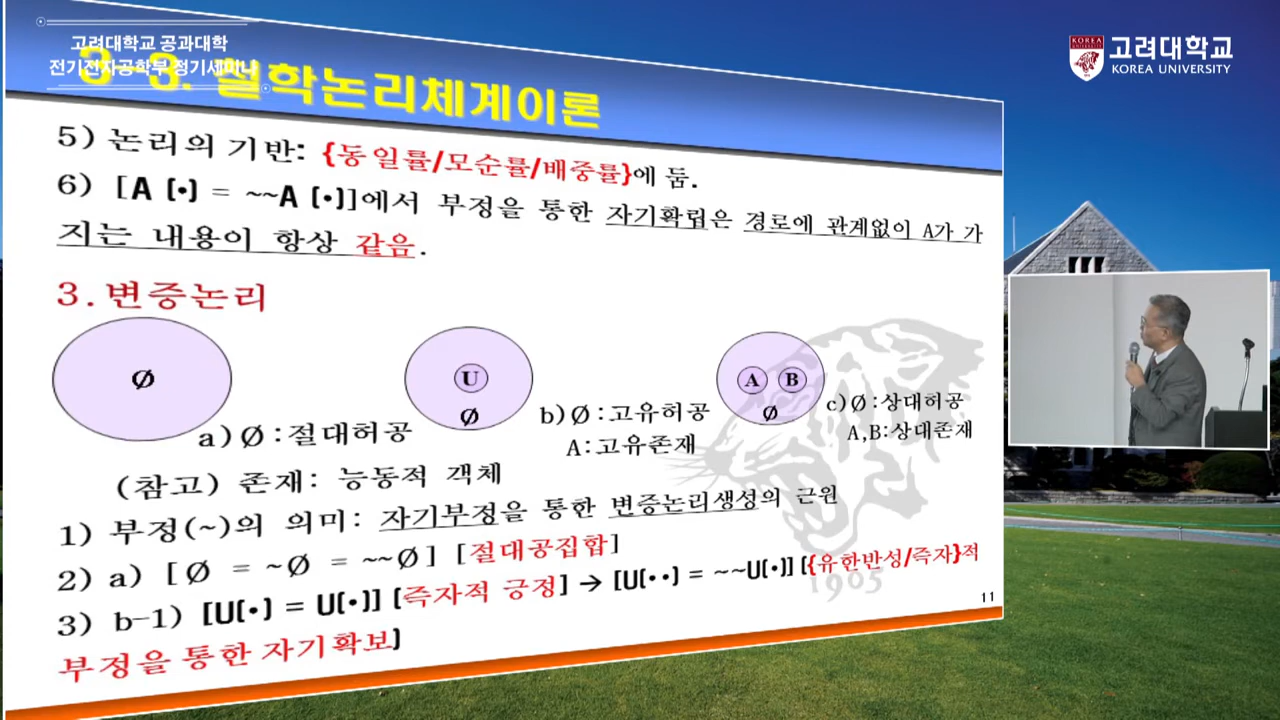 고려대학교 공과대학
전기전자공학부 정기세미나
3-3. 철학논리체계이론
KOREA UNIVERSITY
고려대학교
KOREA UNIVERSITY
5) 논리의 기반: {동일률/모순률/배중률}에 둠.
6) [A (•) = ~~A (•)]에서 부정을 통한 자기확립은 경로에 관계없이 A가 가
지는 내용이 항상 같음.
3. 변증논리
Ø
U
Ø
A B
Ø
a) Ø:절대허공
b) Ø:고유허공
A:고유존재
c) Ø:상대허공
A,B:상대존재
(참고) 존재: 능동적 객체
1) 부정(~)의 의미: 자기부정을 통한 변증논리생성의 근원
2) a) [Ø = ~Ø = ~~Ø] [절대공집합]
3) b-1) [U(•) = U(•)] [즉자적 긍정] → [U(••) = ~~U(•)] [{유한반성/즉자}적
부정을 통한 자기확보]
1905
11